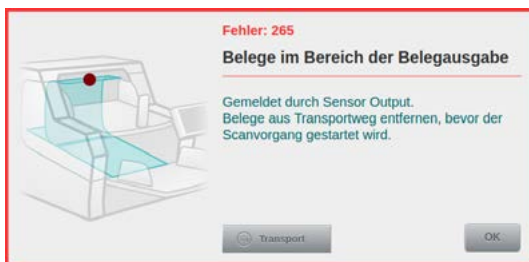 Fehler: 265
Belege im Bereich der Belegausgabe
Gemeldet durch Sensor Output.
Belege aus Transportweg entfernen, bevor der
Scanvorgang gestartet wird.
Transport
OK